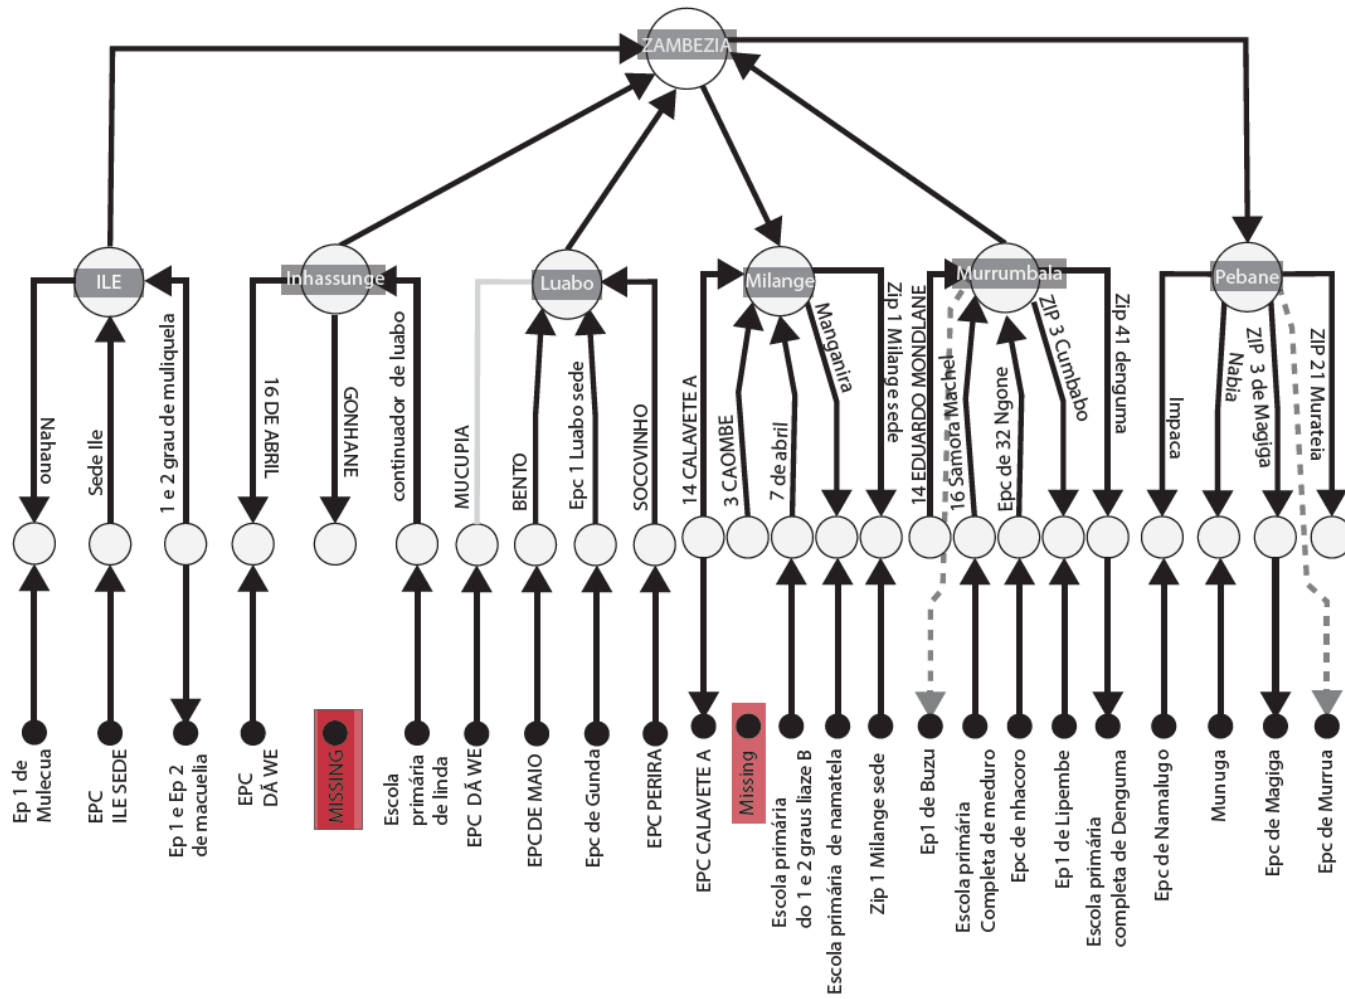 ZAMBEZIA
ILE
Inhassunge
Luabo
Milange
Murrumbala
Pebane
Nahano
Sede Ile
1 e 2 grau de muliquela
16 DE ABRIL
GONHANE
continuador de luabo
MUCUPIA
BENTO
Epc 1 Luabo sede
SOCOVINHO
14 CALAVETE A
3 CAOMBE
7 de abril
Manganira
Zip 1 Milange sede
14 EDUARDO MONDLANE
16 Samora Machel
Epc de 32 Ngone
ZIP 3 Cumbabo
Zip 41 denguma
Impaca
Nabia
ZIP 3 de Magiga
ZIP 21 Murateia
Ep 1 de
Mulecua
EPC
ILE SEDE
Ep 1 e Ep 2
de macuelia
EPC
DÃ WE
MISSING
Escola
primária
de linda
EPC DÃ WE
EPC DE MAIO
Epc de Gunda
EPC PERIRA
EPC CALAVETE A
Missing
Escola primária
do 1 e 2 graus liaze B
Escola primária de namatela
Zip 1 Milange sede
Ep1 de Buzu
Escola primária
Completa de meduro
Epc de nhacoro
Ep1 de Lipembe
Escola primária
completa de Denguma
Epc de Namalugo
Munuga
Epc de Magiga
Epc de Murrua